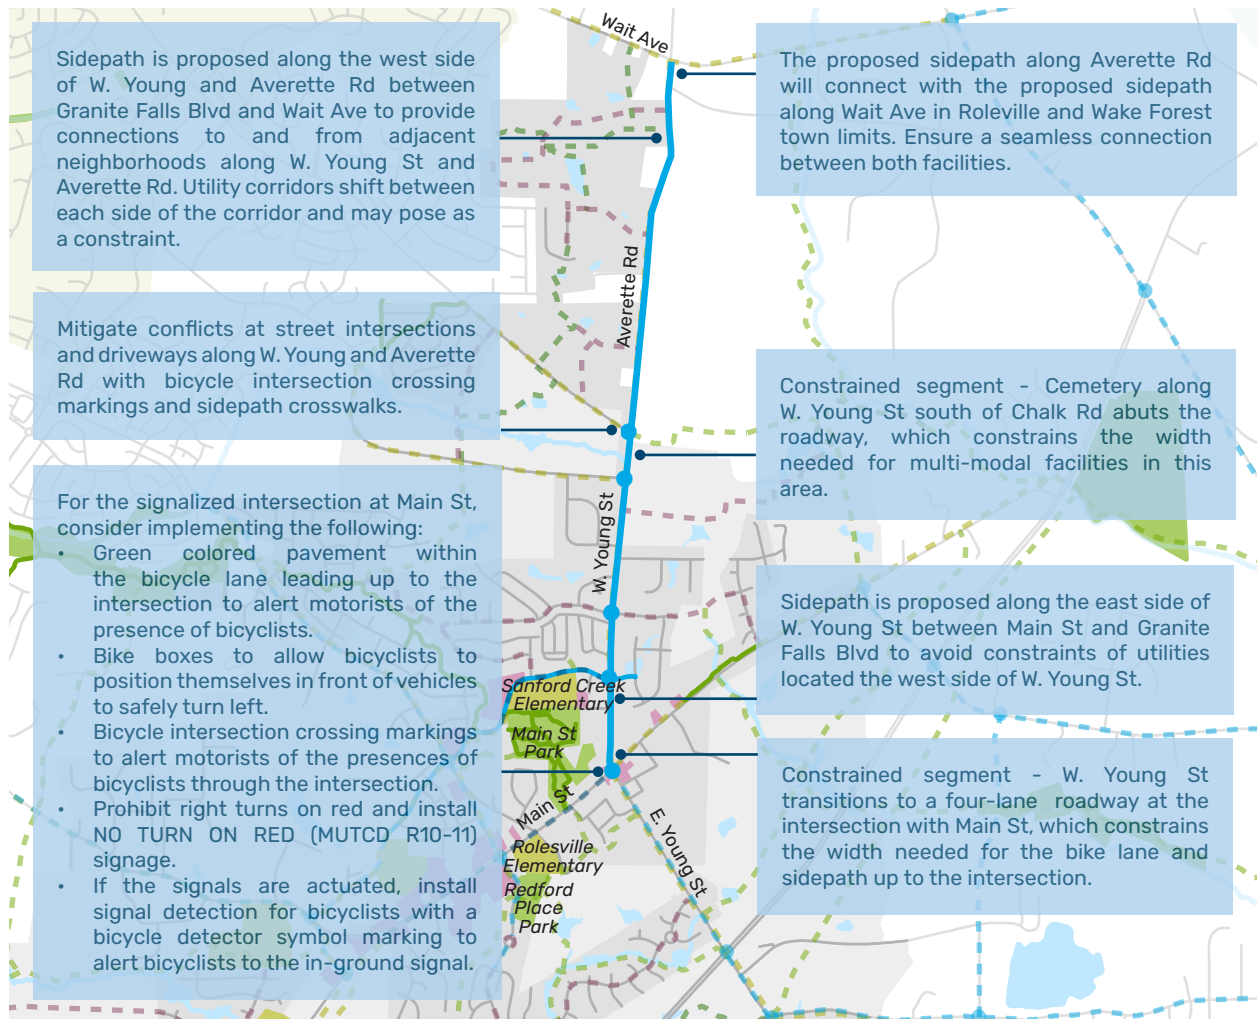 Sidepath is proposed along the west side
of W. Young and Averette Rd between
Granite Falls Blvd and Wait Ave to provide
connections to and from adjacent
neighborhoods along W. Young St and
Averette Rd. Utility corridors shift between
each side of the corridor and may pose as
a constraint.
Mitigate conflicts at street intersections
and driveways along W. Young and Averette
Rd with bicycle intersection crossing
markings and sidepath crosswalks.
For the signalized intersection at Main St,
consider implementing the following:
• Green colored pavement within
the bicycle lane leading up to the
intersection to alert motorists of the
presence of bicyclists.
• Bike boxes to allow bicyclists to
position themselves in front of vehicles
to safely turn left.
• Bicycle intersection crossing markings
to alert motorists of the presences of
bicyclists through the intersection.
• Prohibit right turns on red and install
NO TURN ON RED (MUTCD R10-11)
signage.
• If the signals are actuated, install
signal detection for bicyclists with a
bicycle detector symbol marking to
alert bicyclists to the in-ground signal.
Wait Ave
Averette Rd
W. Young St
Sanford Creek
Elementary
Main St
Park
Main St
E. Young St
Rolesville
Elementary
Redford
Place
Park
The proposed sidepath along Averette Rd
will connect with the proposed sidepath
along Wait Ave in Roleville and Wake Forest
town limits. Ensure a seamless connection
between both facilities.
Constrained segment - Cemetery along
W. Young St south of Chalk Rd abuts the
roadway, which constrains the width
needed for multi-modal facilities in this
area.
Sidepath is proposed along the east side of
W. Young St between Main St and Granite
Falls Blvd to avoid constraints of utilities
located the west side of W. Young St.
Constrained segment - W. Young St
transitions to a four-lane roadway at the
intersection with Main St, which constrains
the width needed for the bike lane and
sidepath up to the intersection.